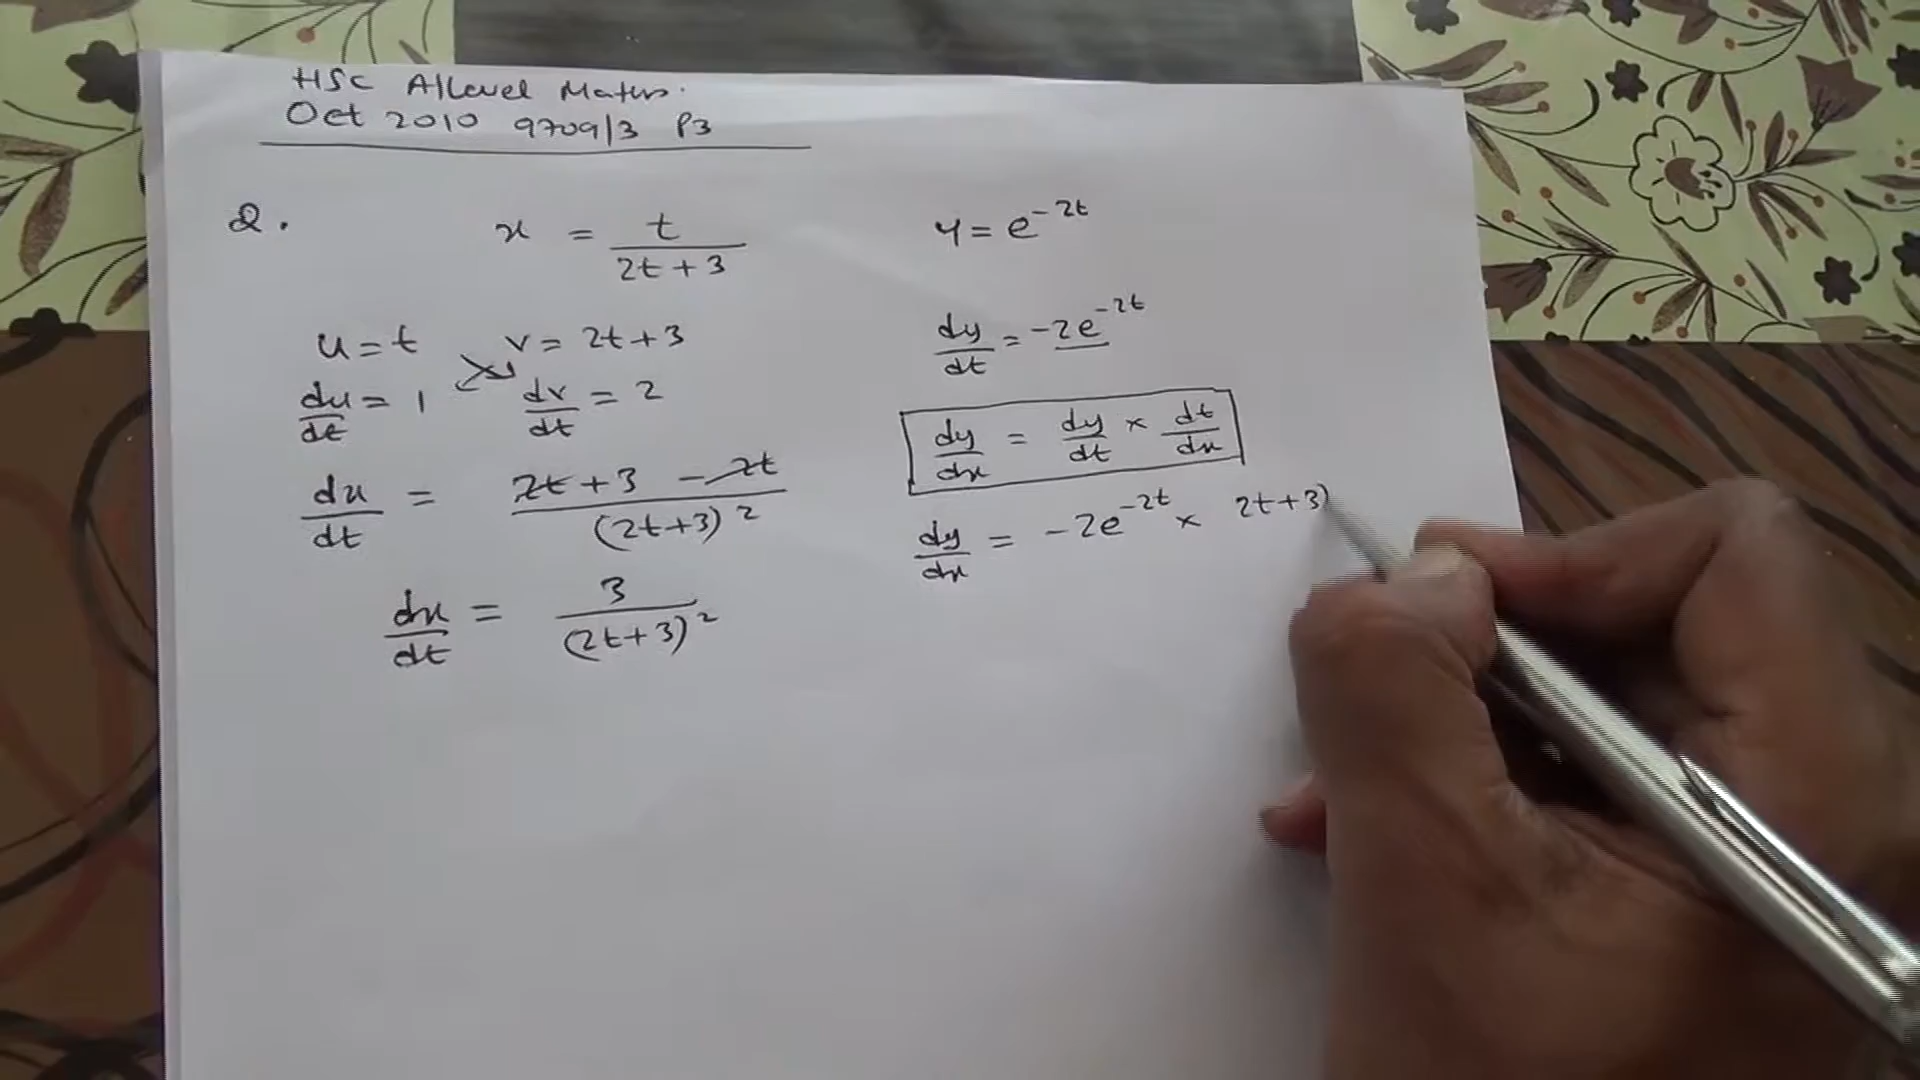 HSC A/Level Maths.
Oct 2010 9709/3 P3
2. x = t/(2t + 3) y = e^-2t
u = t v = 2t + 3
dy/dt = -2e^-2t
du/dt = 1 dv/dt = 2
dy/dx = dy/dt × dt/dx
dx/dt = (2t + 3 - 2t)/(2t+3)^2
dy/dx = -2e^-2t × 2t+3)
dx/dt = 3/(2t+3)^2